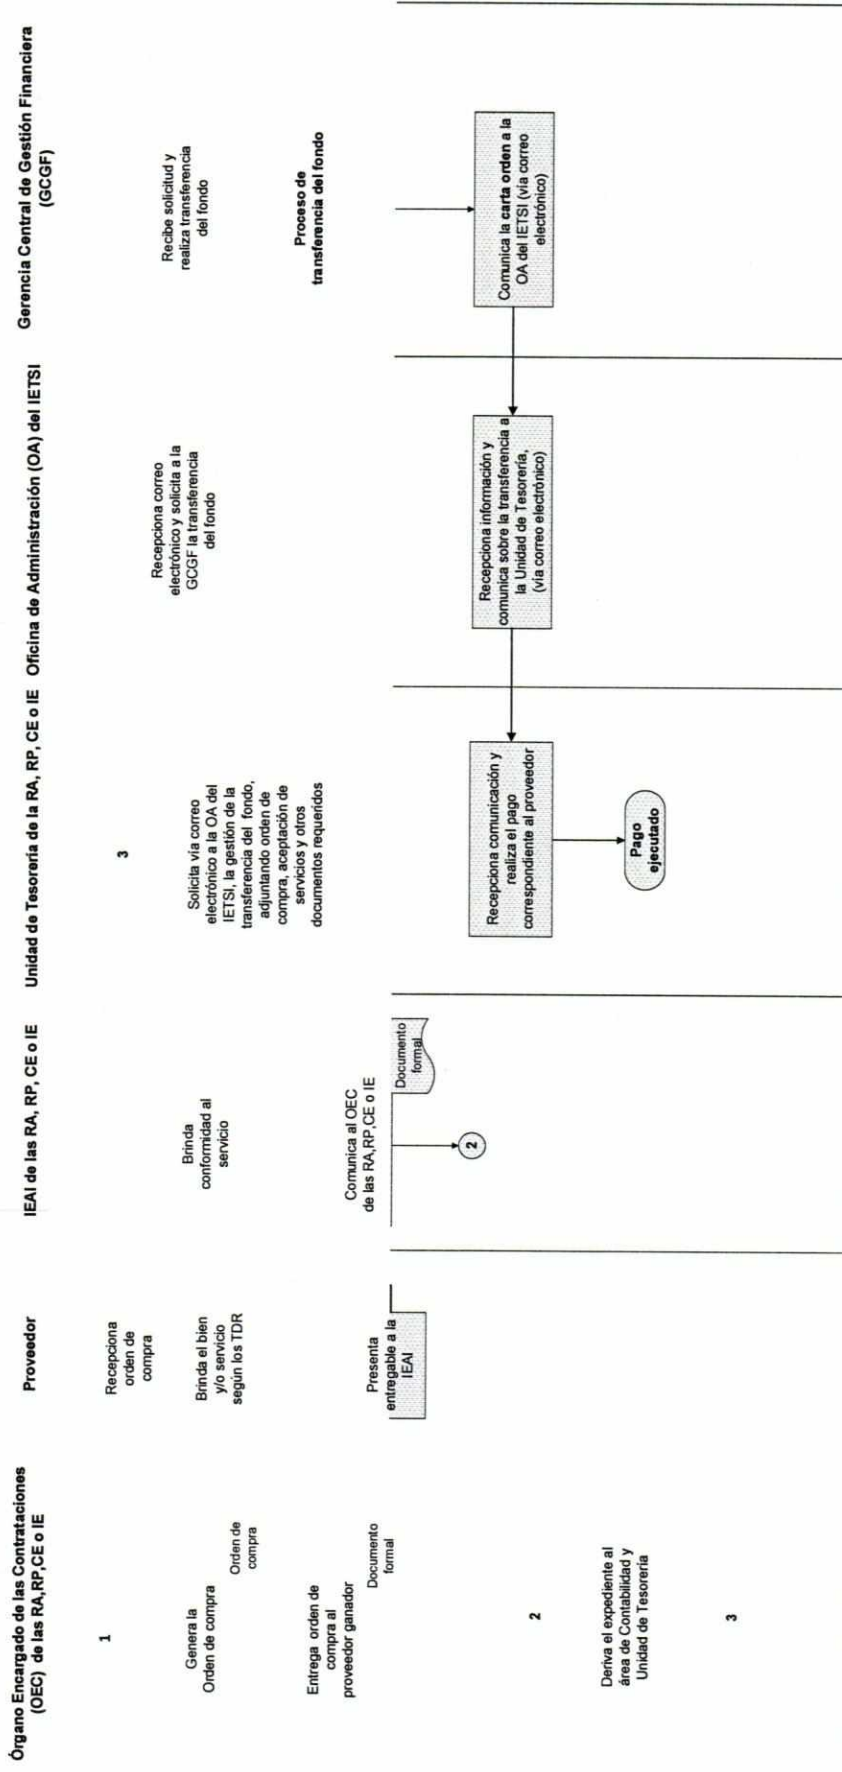 Órgano Encargado de las Contrataciones
(OEC) de las RA,RP,CE o IE
1
Genera la
Orden de compra
Orden de
compra
Entrega orden de
compra al
proveedor ganador
Documento
formal
2
Deriva el expediente al
área de Contabilidad y
Unidad de Tesorería
3
Proveedor
Recepciona
orden de
compra
Brinda el bien
y/o servicio
según los TDR
Presenta
entregable a la
IEAI
IEAI de las RA, RP, CE o IE
Brinda
conformidad al
servicio
Comunica al OEC
de las RA,RP,CE o IE
Documento
formal
2
Unidad de Tesorería de la RA, RP, CE o IE
3
Solicita vía correo
electrónico a la OA del
IETSI, la gestión de la
transferencia del fondo,
adjuntando orden de
compra, aceptación de
servicios y otros
documentos requeridos
Recepciona comunicación y
realiza el pago
correspondiente al proveedor
Pago
ejecutado
Oficina de Administración (OA) del IETSI
Recepciona correo
electrónico y solicita a la
GCGF la transferencia
del fondo
Recepciona información y
comunica sobre la transferencia a
la Unidad de Tesorería,
(vía correo electrónico)
Gerencia Central de Gestión Financiera
(GCGF)
Recibe solicitud y
realiza transferencia
del fondo
Proceso de
transferencia del fondo
Comunica la carta orden a la
OA del IETSI (vía correo
electrónico)